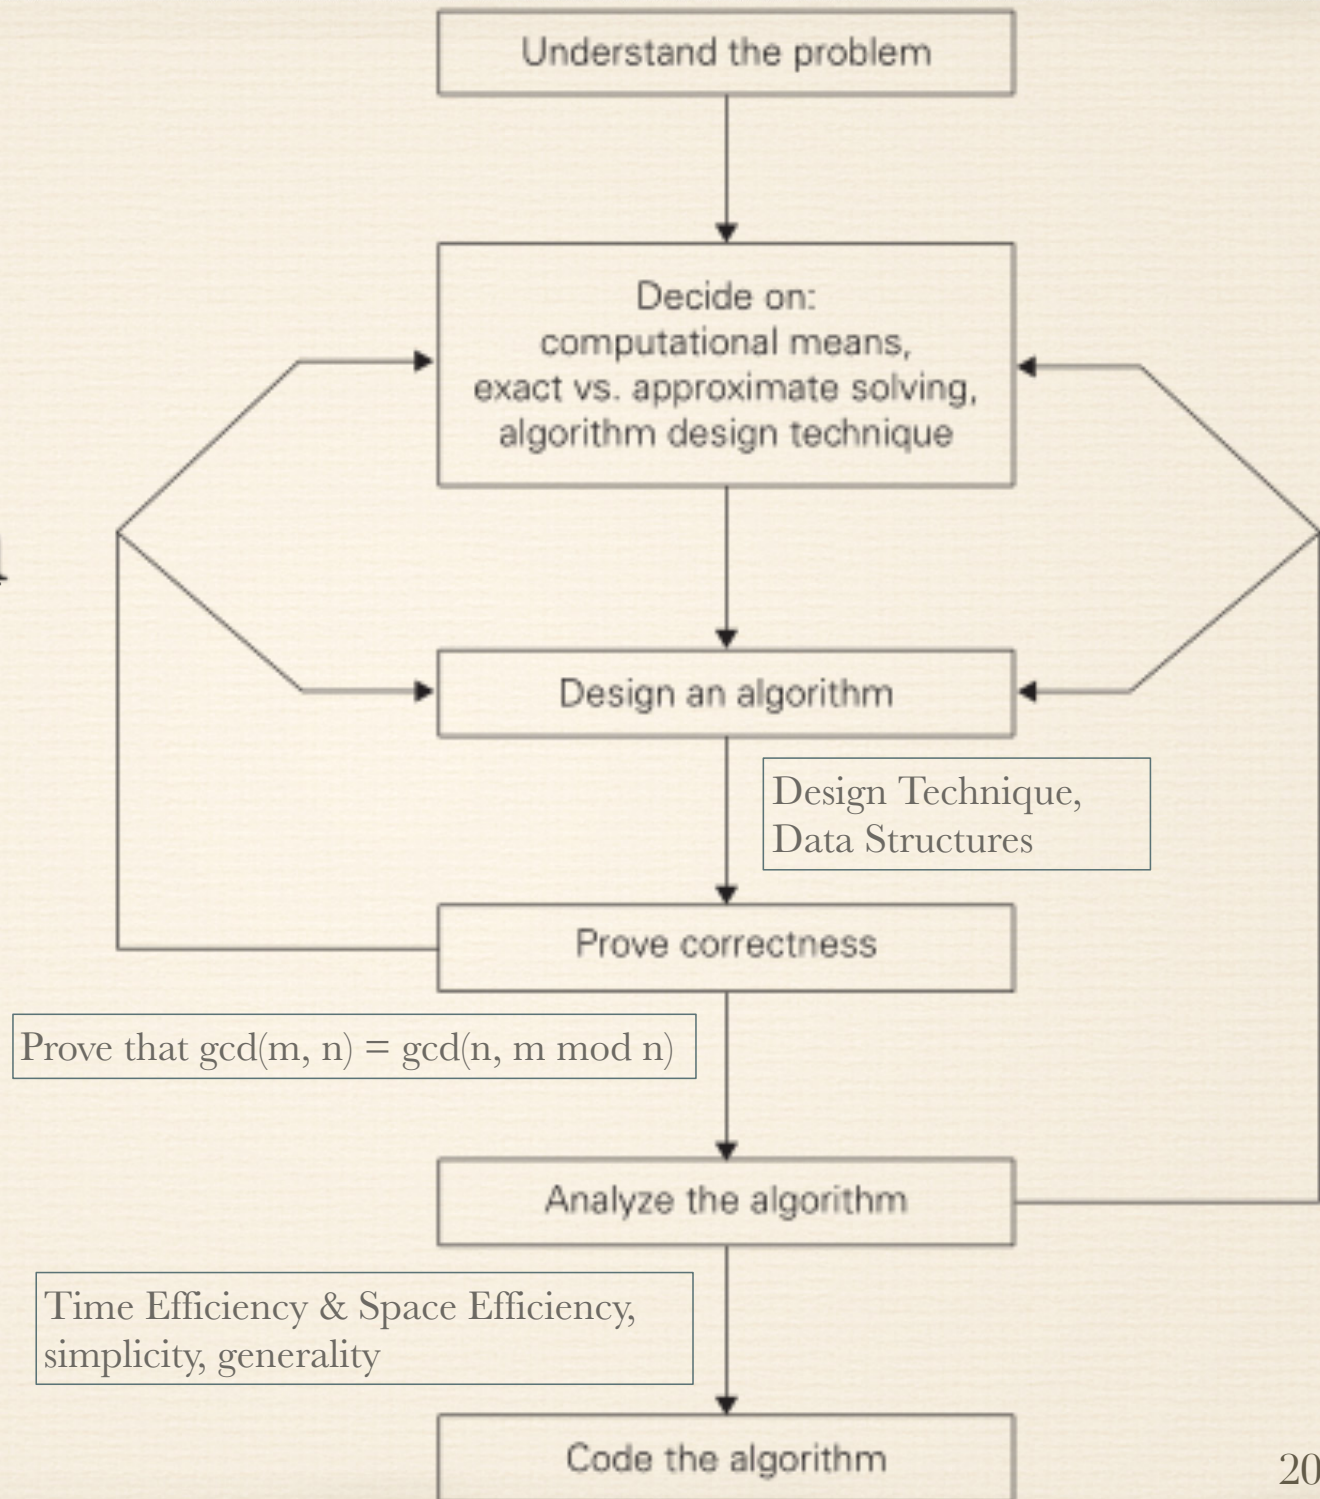 Understand the problem
Decide on:
computational means,
exact vs. approximate solving,
algorithm design technique
Design an algorithm
Design Technique,
Data Structures
Prove correctness
Prove that gcd(m, n) = gcd(n, m mod n)
Analyze the algorithm
Time Efficiency & Space Efficiency,
simplicity, generality
Code the algorithm
20